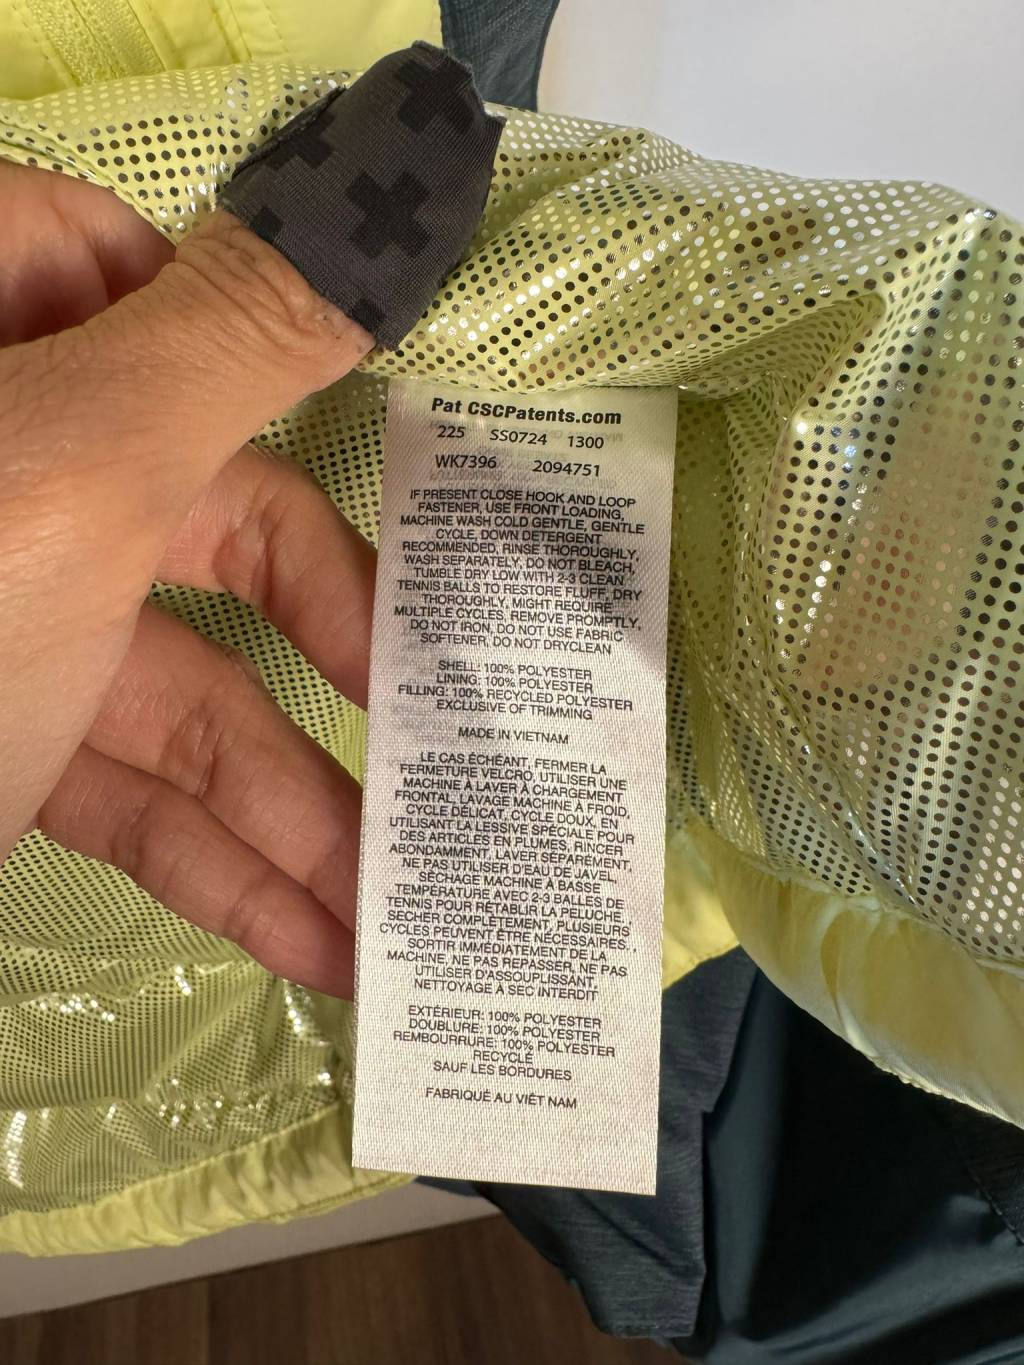 Pat CSCPatents.com
225 SS0724 1300
WK7396 2094751
IF PRESENT CLOSE HOOK AND LOOP
FASTENER, USE FRONT LOADING,
MACHINE WASH COLD GENTLE, GENTLE
CYCLE, DOWN DETERGENT
RECOMMENDED, RINSE THOROUGHLY,
WASH SEPARATELY, DO NOT BLEACH,
TUMBLE DRY LOW WITH 2-3 CLEAN
TENNIS BALLS TO RESTORE FLUFF, DRY
THOROUGHLY, MIGHT REQUIRE
MULTIPLE CYCLES, REMOVE PROMPTLY,
DO NOT IRON, DO NOT USE FABRIC
SOFTENER, DO NOT DRYCLEAN
SHELL: 100% POLYESTER
LINING: 100% POLYESTER
FILLING: 100% RECYCLED POLYESTER
EXCLUSIVE OF TRIMMING
MADE IN VIETNAM
LE CAS ÉCHÉANT, FERMER LA
FERMETURE VELCRO, UTILISER UNE
MACHINE À LAVER À CHARGEMENT
FRONTAL, LAVAGE MACHINE À FROID,
CYCLE DÉLICAT, CYCLE DOUX, EN
UTILISANT LA LESSIVE SPÉCIALE POUR
DES ARTICLES EN PLUMES, RINCER
ABONDAMMENT, LAVER SÉPARÉMENT,
NE PAS UTILISER D'EAU DE JAVEL,
SÉCHAGE MACHINE À BASSE
TEMPÉRATURE AVEC 2-3 BALLES DE
TENNIS POUR RÉTABLIR LA PELUCHE.,
SÉCHER COMPLÈTEMENT, PLUSIEURS
CYCLES PEUVENT ÊTRE NÉCESSAIRES.,
SORTIR IMMÉDIATEMENT DE LA
MACHINE, NE PAS REPASSER, NE PAS
UTILISER D'ASSOUPLISSANT,
NETTOYAGE À SEC INTERDIT
EXTÉRIEUR: 100% POLYESTER
DOUBLURE: 100% POLYESTER
REMBOURRURE: 100% POLYESTER
RECYCLÉ
SAUF LES BORDURES
FABRIQUÉ AU VIÊT NAM